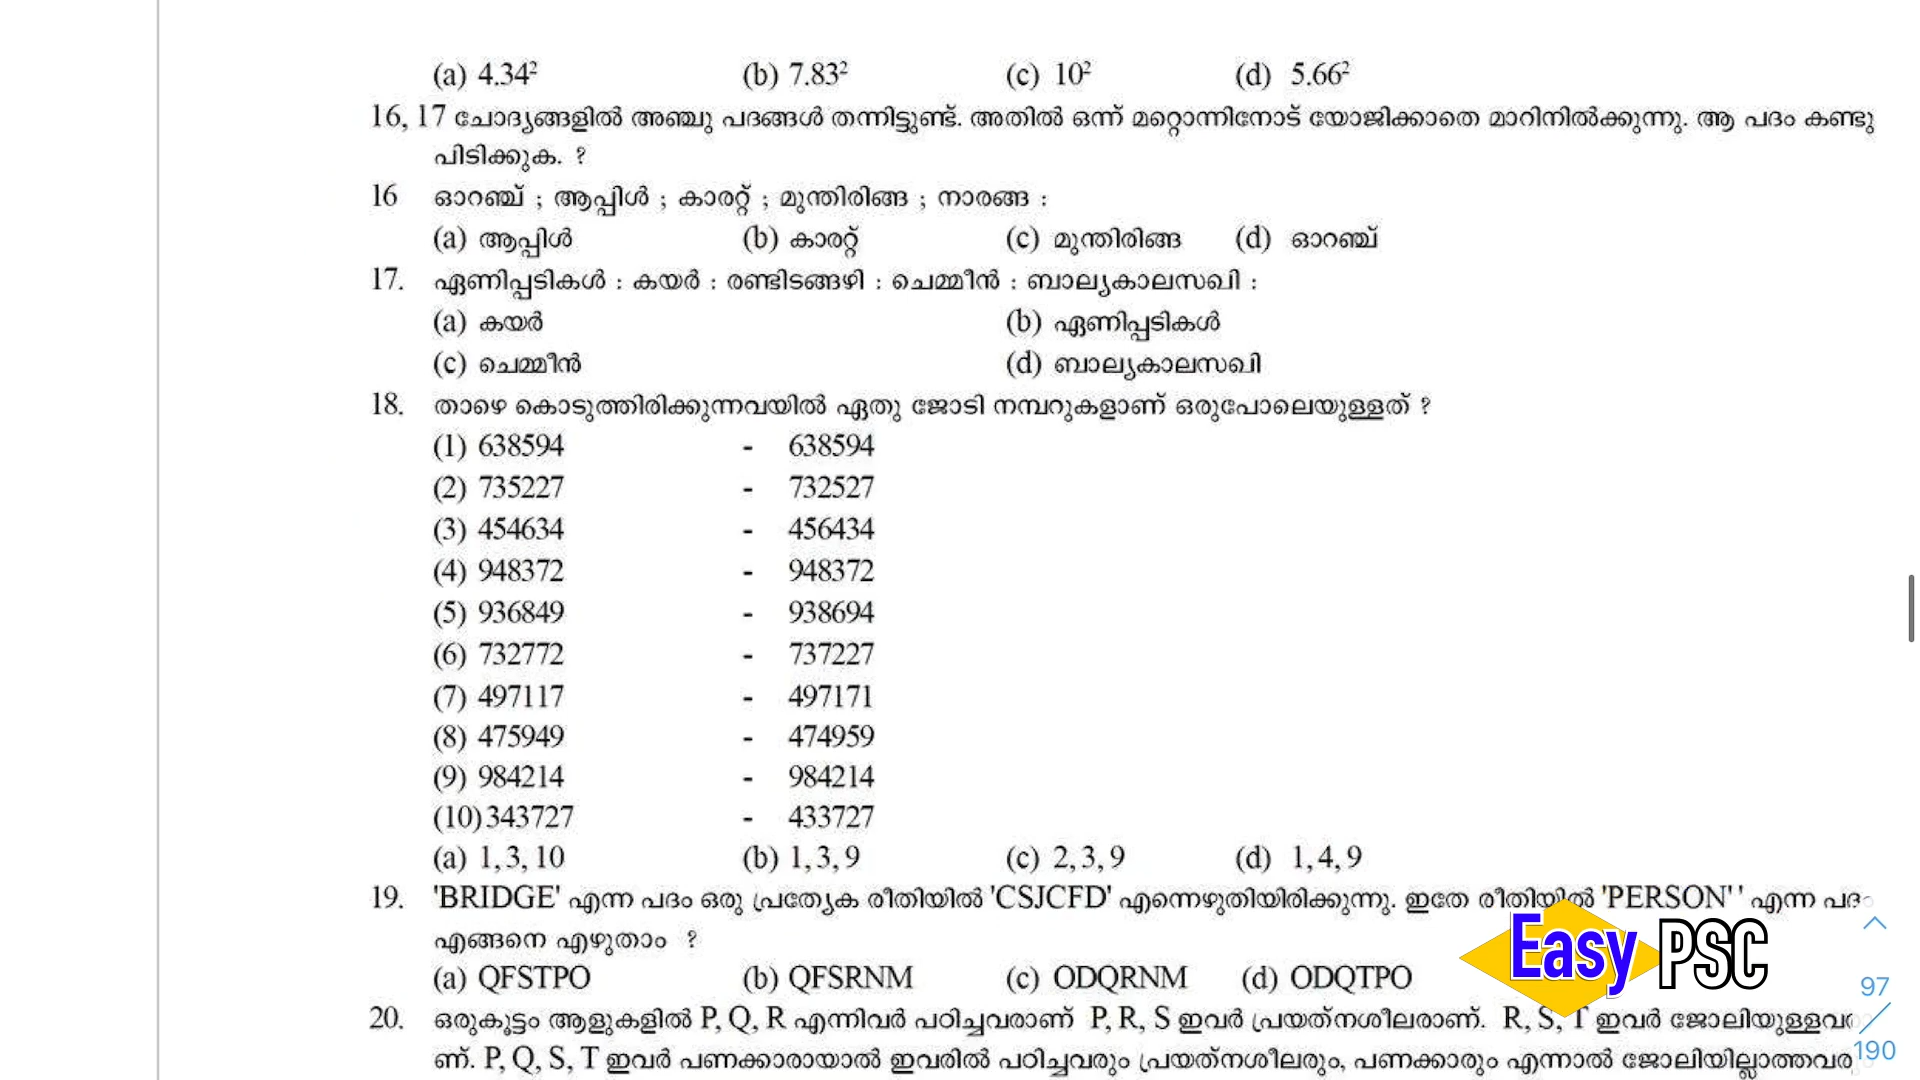 (a) 4.34² (b) 7.83² (c) 10² (d) 5.66²
16, 17 ചോദ്യങ്ങളിൽ അഞ്ചു പദങ്ങൾ തന്നിട്ടുണ്ട്. അതിൽ ഒന്ന് മറ്റൊന്നിനോട് യോജിക്കാതെ മാറിനിൽക്കുന്നു. ആ പദം കണ്ടു
പിടിക്കുക. ?
16 ഓറഞ്ച് ; ആപ്പിൾ ; കാരറ്റ് ; മുന്തിരിങ്ങ ; നാരങ്ങ :
(a) ആപ്പിൾ (b) കാരറ്റ് (c) മുന്തിരിങ്ങ (d) ഓറഞ്ച്
17. ഏണിപ്പടികൾ : കയർ : രണ്ടിടങ്ങഴി : ചെമ്മീൻ : ബാല്യകാലസഖി :
(a) കയർ (b) ഏണിപ്പടികൾ
(c) ചെമ്മീൻ (d) ബാല്യകാലസഖി
18. താഴെ കൊടുത്തിരിക്കുന്നവയിൽ ഏതു ജോടി നമ്പറുകളാണ് ഒരുപോലെയുള്ളത് ?
(1) 638594 - 638594
(2) 735227 - 732527
(3) 454634 - 456434
(4) 948372 - 948372
(5) 936849 - 938694
(6) 732772 - 737227
(7) 497117 - 497171
(8) 475949 - 474959
(9) 984214 - 984214
(10) 343727 - 433727
(a) 1, 3, 10 (b) 1, 3, 9 (c) 2, 3, 9 (d) 1, 4, 9
19. 'BRIDGE' എന്ന പദം ഒരു പ്രത്യേക രീതിയിൽ 'CSJCFD' എന്നെഴുതിയിരിക്കുന്നു. ഇതേ രീതിയിൽ 'PERSON'' എന്ന പദം
എങ്ങനെ എഴുതാം ?
(a) QFSTPO (b) QFSRNM (c) ODQRNM (d) ODQTPO
Easy PSC
97
190
20. ഒരുകൂട്ടം ആളുകളിൽ P, Q, R എന്നിവർ പഠിച്ചവരാണ് P, R, S ഇവർ പ്രയത്നശീലരാണ്. R, S, T ഇവർ ജോലിയുള്ളവരാ
ണ്. P, Q, S, T ഇവർ പണക്കാരായാൽ ഇവരിൽ പഠിച്ചവരും പ്രയത്നശീലരും, പണക്കാരും എന്നാൽ ജോലിയില്ലാത്തവരു